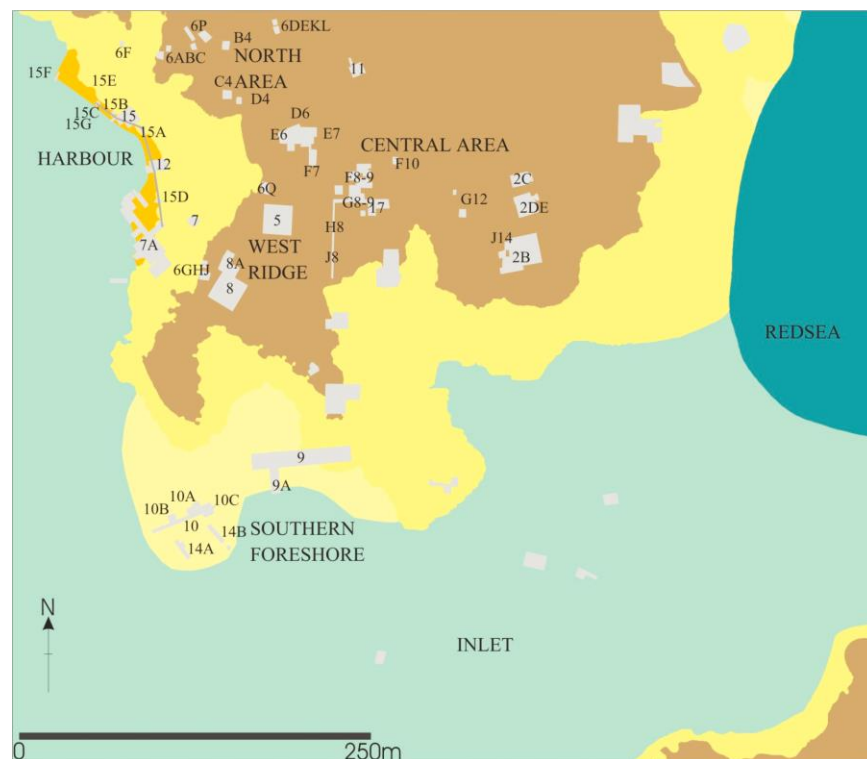 6P
6DEKL
B4
6F
6ABC
NORTH
AREA
11
15F
15E
C4
D4
15B
15C
15
15G
15A
D6
E6
E7
HARBOUR
12
CENTRAL AREA
F7
F10
6Q
F8-9
2C
15D
G8-9
17
G12
2DE
7
5
H8
7A
WEST
RIDGE
J14
8A
J8
2B
6GHJ
8
REDSEA
9
9A
10A
10C
10B
10
14B
SOUTHERN
FORESHORE
14A
N
INLET
0
250m